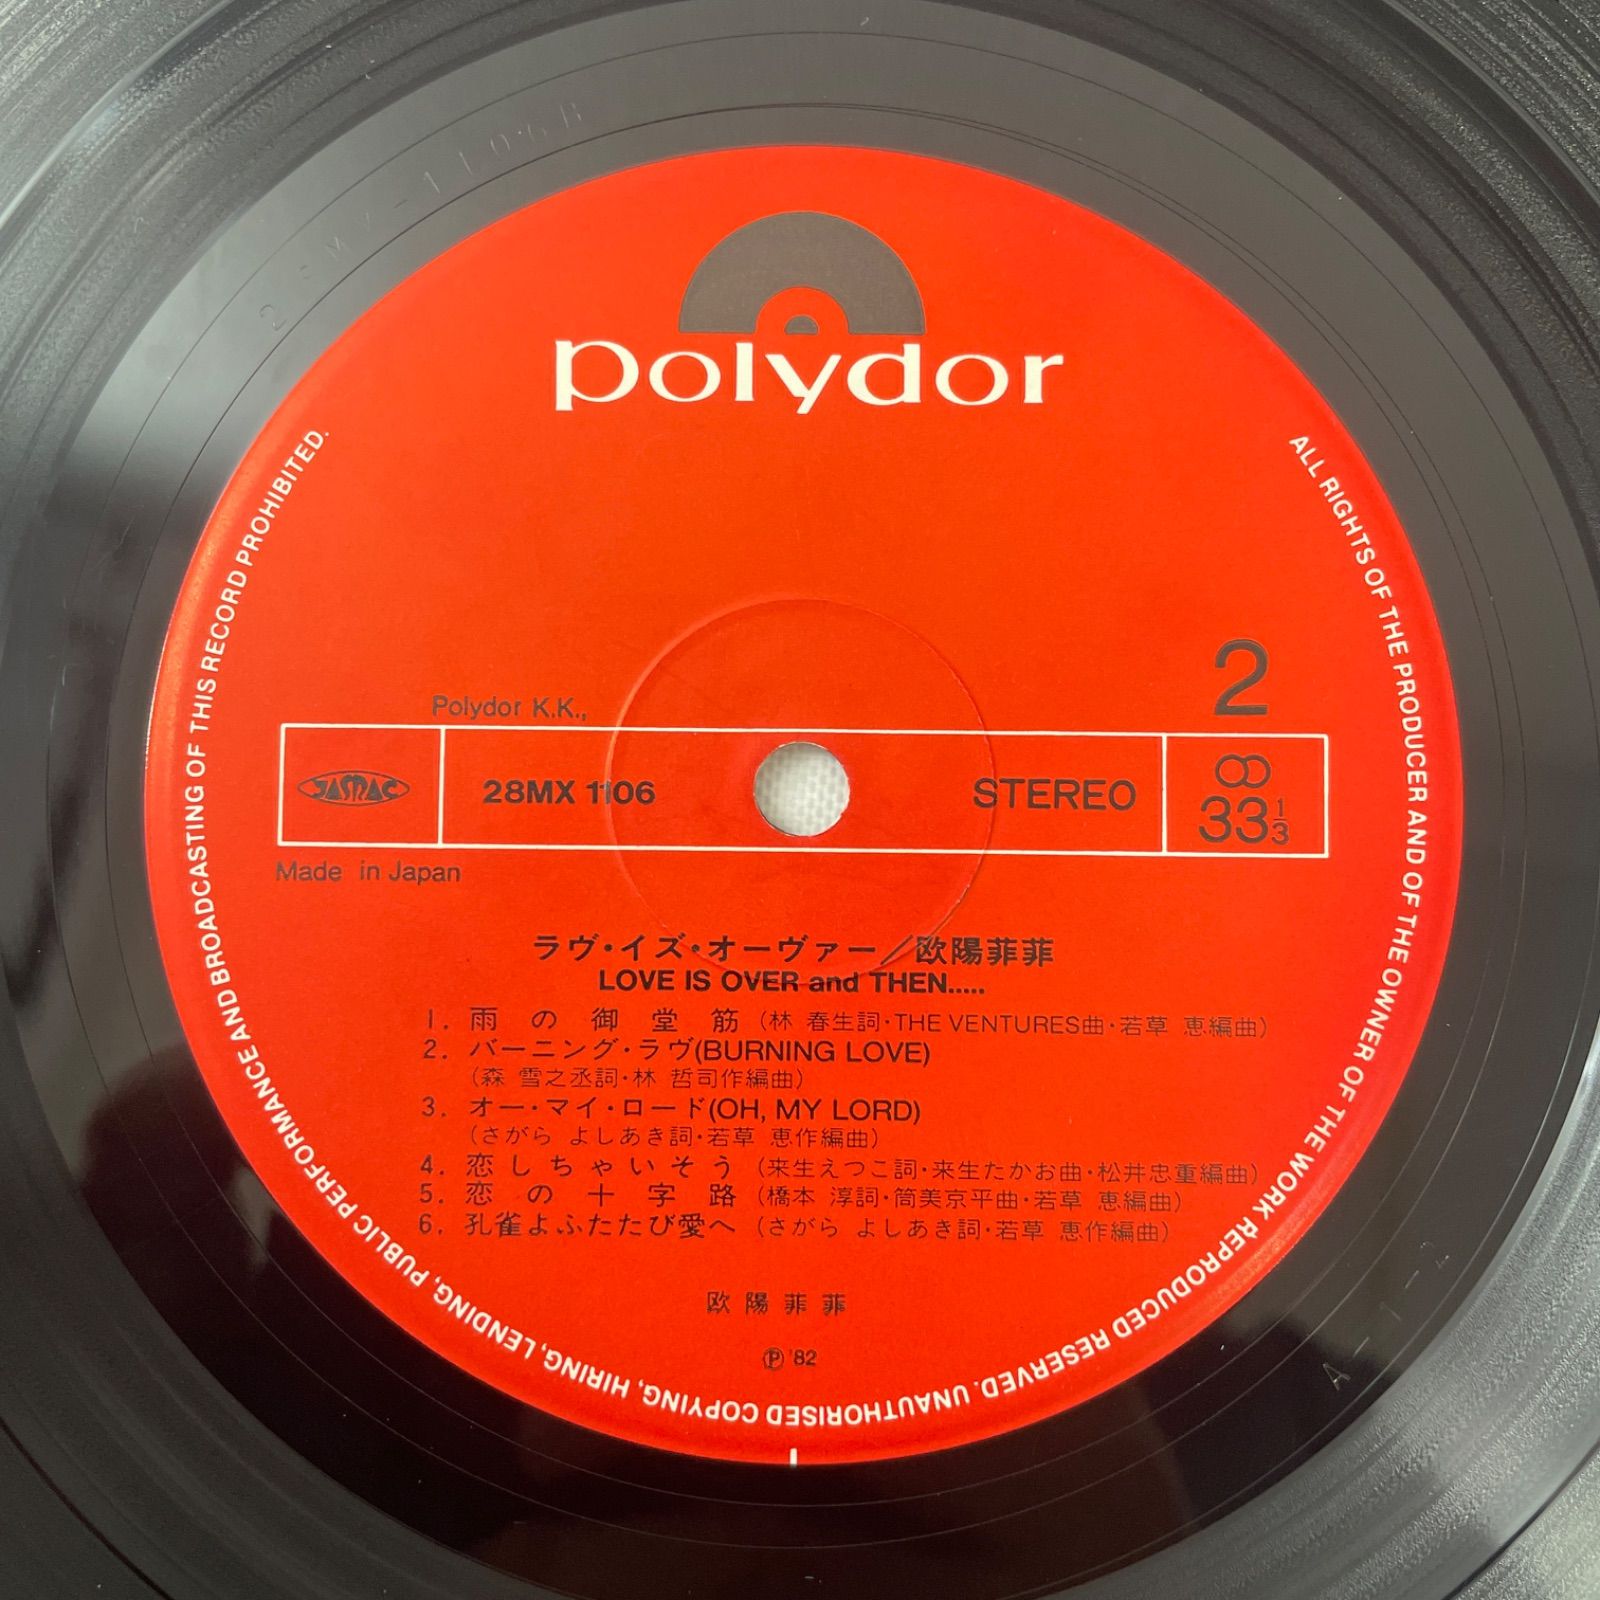 28MX-1106B
polydor
2
Polydor K.K.,
JASRAC
28MX 1106
STEREO
33 1/3
Made in Japan
ラヴ・イズ・オーヴァー／欧陽菲菲
LOVE IS OVER and THEN.....
1. 雨の御堂筋 (林 春生詞・THE VENTURES曲・若草 恵編曲)
2. バーニング・ラヴ(BURNING LOVE)
(森 雪之丞詞・林 哲司作編曲)
3. オー・マイ・ロード(OH, MY LORD)
(さがら よしあき詞・若草 恵作編曲)
4. 恋しちゃいそう (来生えつこ詞・来生たかお曲・松井忠重編曲)
5. 恋の十字路 (橋本 淳詞・筒美京平曲・若草 恵編曲)
6. 孔雀よふたたび愛へ (さがら よしあき詞・若草 恵作編曲)
欧陽菲菲
Ⓟ '82
ALL RIGHTS OF THE PRODUCER AND OF THE OWNER OF THE WORK REPRODUCED RESERVED. UNAUTHORISED COPYING, HIRING, LENDING, PUBLIC PERFORMANCE AND BROADCASTING OF THIS RECORD PROHIBITED.
A-1-2